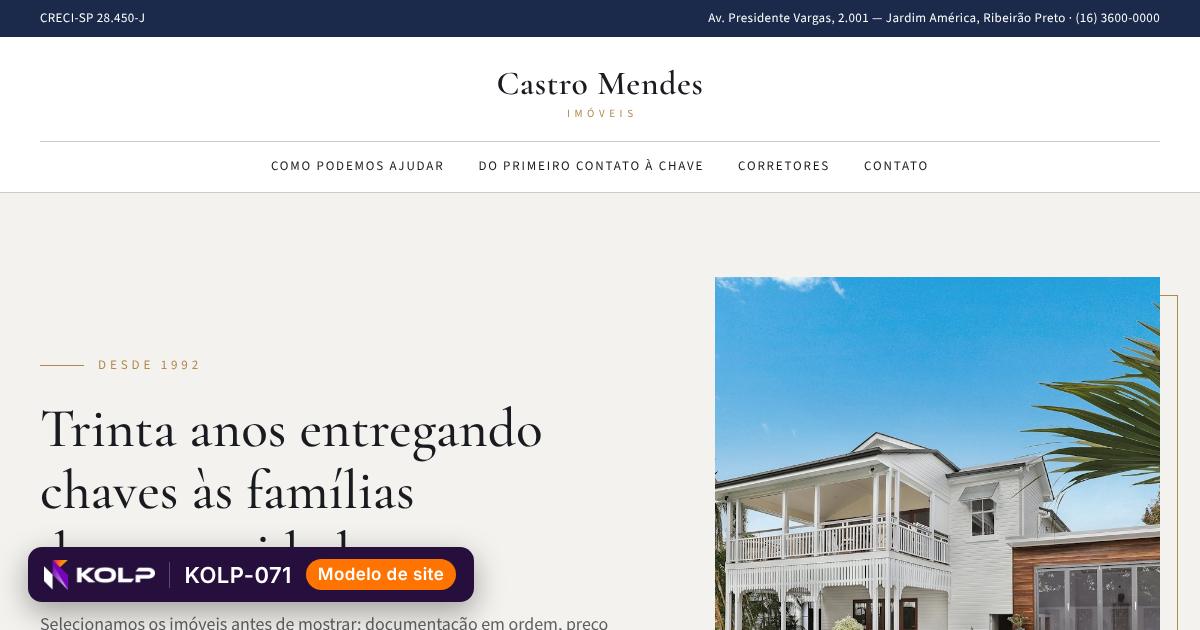 CRECI-SP 28.450-J
Av. Presidente Vargas, 2.001 — Jardim América, Ribeirão Preto · (16) 3600-0000
Castro Mendes
IMÓVEIS
COMO PODEMOS AJUDAR
DO PRIMEIRO CONTATO À CHAVE
CORRETORES
CONTATO
DESDE 1992
Trinta anos entregando
chaves às famílias
KOLP
KOLP-071
Modelo de site
Selecionamos os imóveis antes de mostrar: documentação em ordem, preço